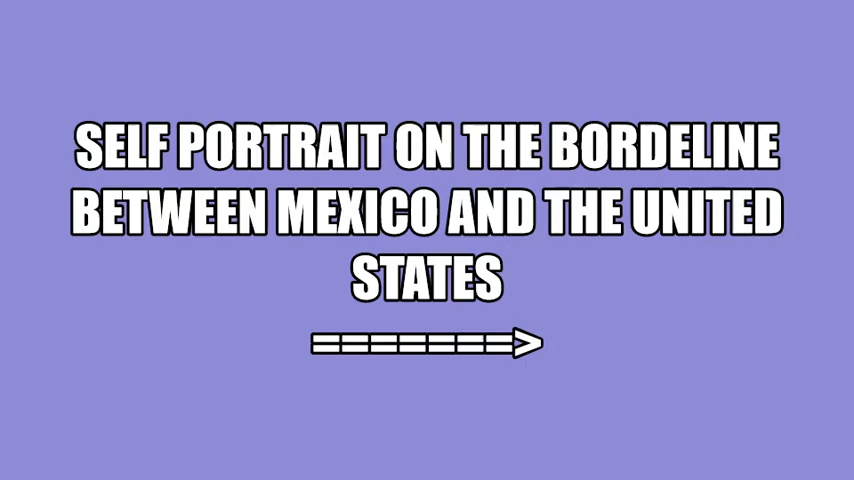 SELF PORTRAIT ON THE BORDELINE
BETWEEN MEXICO AND THE UNITED
STATES
=======>